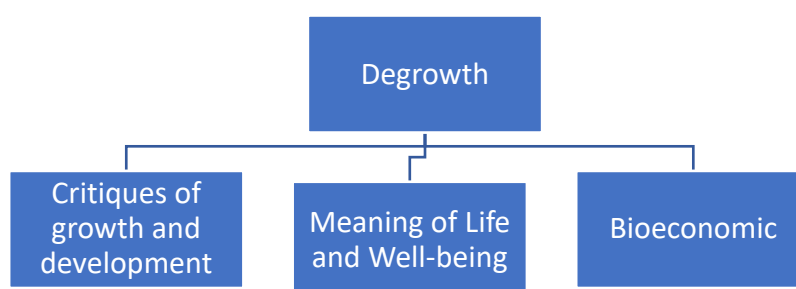 Degrowth
Critiques of
growth and
development
Meaning of Life
and Well-being
Bioeconomic